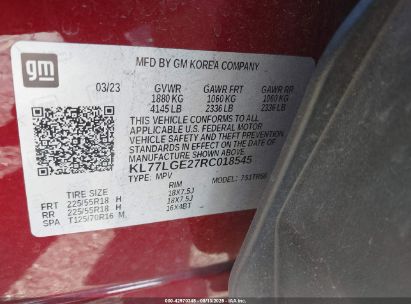 gm
MFD BY GM KOREA COMPANY
03/23 GVWR GAWR FRT GAWR RR
1880 KG 1060 KG 1060 KG
4145 LB 2336 LB 2336 LB
THIS VEHICLE CONFORMS TO ALL
APPLICABLE U.S. FEDERAL MOTOR
VEHICLE SAFETY AND THEFT PREVENTION
STANDARDS IN EFFECT ON THE DATE OF
MANUFACTURE SHOWN ABOVE.
KL77LGE27RC018545
TYPE: MPV MODEL:
TIRE SIZE RIM
FRT 225/55R18 H 18X7.5J
RR 225/55R18 H 18X7.5J
SPA T125/70R16 M 16X4BT